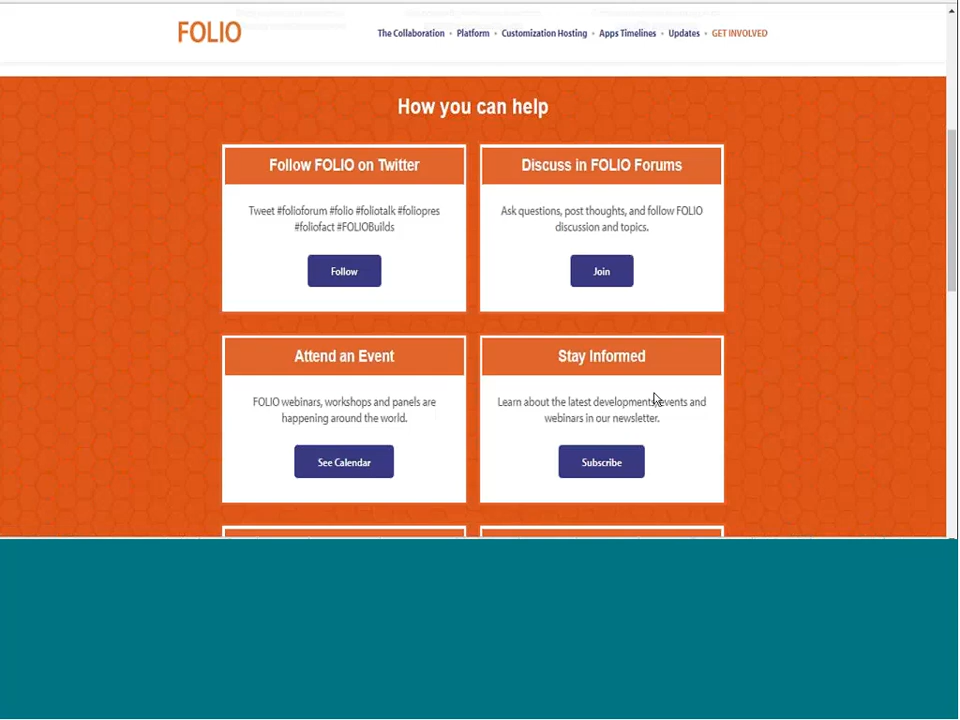 FOLIO
The Collaboration • Platform • Customization Hosting • Apps Timelines • Updates • GET INVOLVED
How you can help
Follow FOLIO on Twitter
Tweet #folioforum #folio #foliotalk #foliopres
#foliofact #FOLIOBuilds
Follow
Discuss in FOLIO Forums
Ask questions, post thoughts, and follow FOLIO
discussion and topics.
Join
Attend an Event
FOLIO webinars, workshops and panels are
happening around the world.
See Calendar
Stay Informed
Learn about the latest developments, events and
webinars in our newsletter.
Subscribe